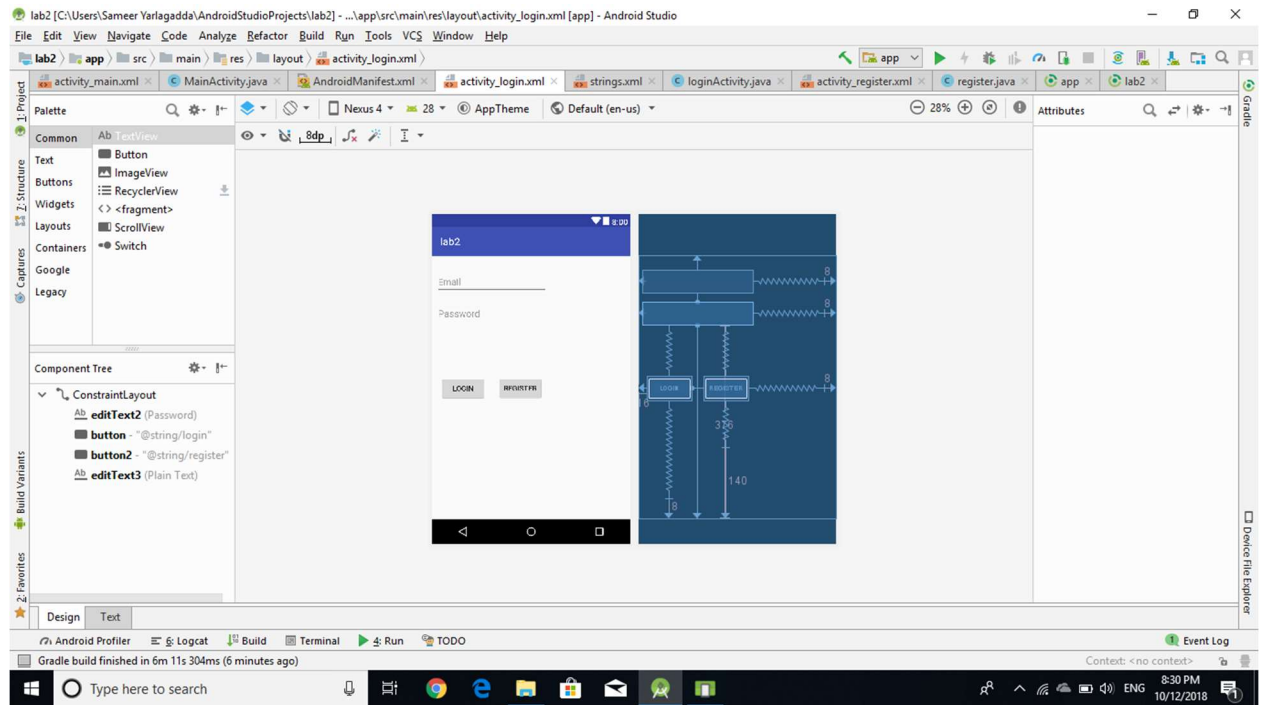 lab2 [C:\Users\Sameer Yarlagadda\AndroidStudioProjects\lab2] - ...\app\src\main\res\layout\activity_login.xml [app] - Android Studio
File Edit View Navigate Code Analyze Refactor Build Run Tools VCS Window Help
lab2 app src main res layout activity_login.xml app
activity_main.xml MainActivity.java AndroidManifest.xml activity_login.xml strings.xml loginActivity.java activity_register.xml register.java app lab2
1: Project
Z: Structure
Captures
Build Variants
2: Favorites
Palette
Nexus 4 28 AppTheme Default (en-us) 28%
Attributes
Gradle
8dp
Common
Text
Buttons
Widgets
Layouts
Containers
Google
Legacy
Ab TextView
Button
ImageView
RecyclerView
<fragment>
ScrollView
Switch
8:00
lab2
Email
Password
LOGIN REGISTER
8
8
LOGIN REGISTER 8
16
316
140
8
Component Tree
ConstraintLayout
Ab editText2 (Password)
button - "@string/login"
button2 - "@string/register"
Ab editText3 (Plain Text)
Device File Explorer
Design Text
Android Profiler 6: Logcat Build Terminal 4: Run TODO 1 Event Log
Gradle build finished in 6m 11s 304ms (6 minutes ago) Context: <no context>
Type here to search ENG 8:30 PM
10/12/2018 1